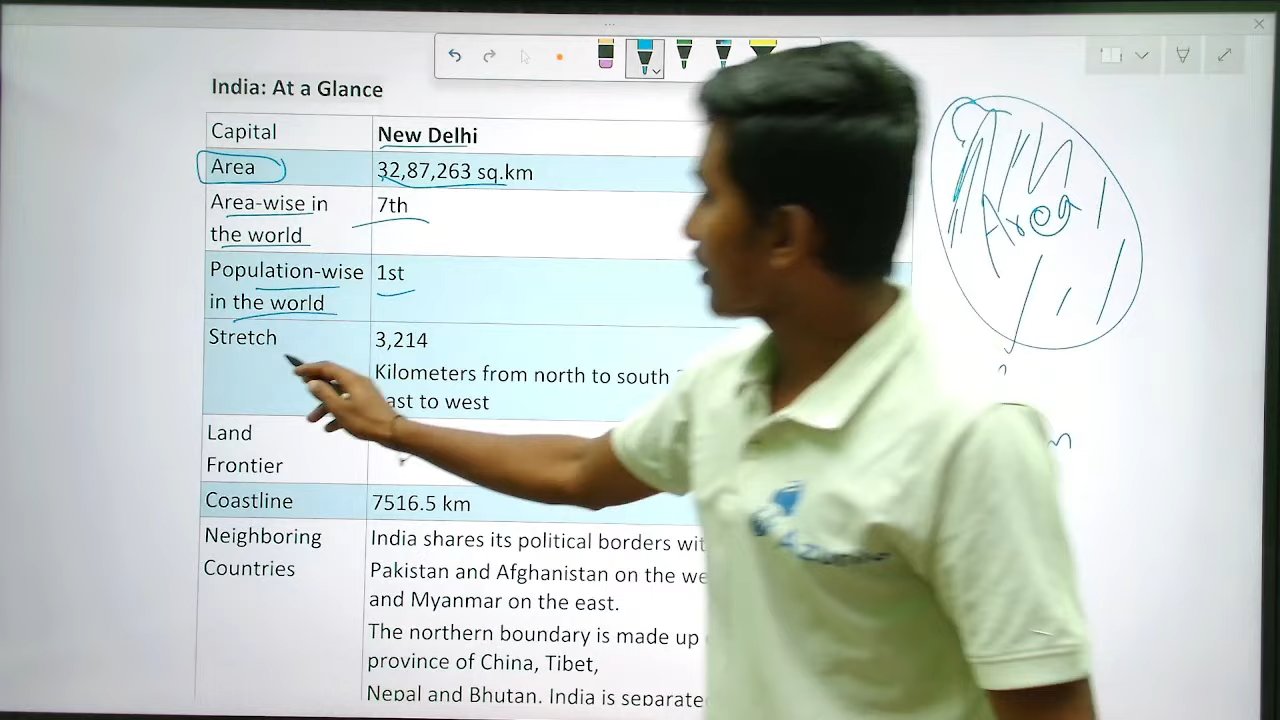 India: At a Glance
Capital
New Delhi
Area
32,87,263 sq.km
Area-wise in
the world
7th
Population-wise
in the world
1st
Stretch
3,214
Kilometers from north to south
east to west
Land
Frontier
Coastline
7516.5 km
Neighboring
Countries
India shares its political borders
Pakistan and Afghanistan on the
and Myanmar on the east.
The northern boundary is made up
province of China, Tibet,
Nepal and Bhutan. India is
Area